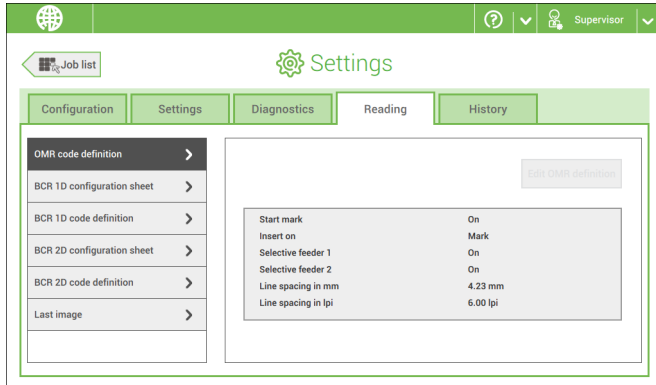 Supervisor
Job list
Settings
Configuration
Settings
Diagnostics
Reading
History
OMR code definition
BCR 1D configuration sheet
BCR 1D code definition
BCR 2D configuration sheet
BCR 2D code definition
Last image
Edit OMR definition
Start mark On
Insert on Mark
Selective feeder 1 On
Selective feeder 2 On
Line spacing in mm 4.23 mm
Line spacing in lpi 6.00 lpi